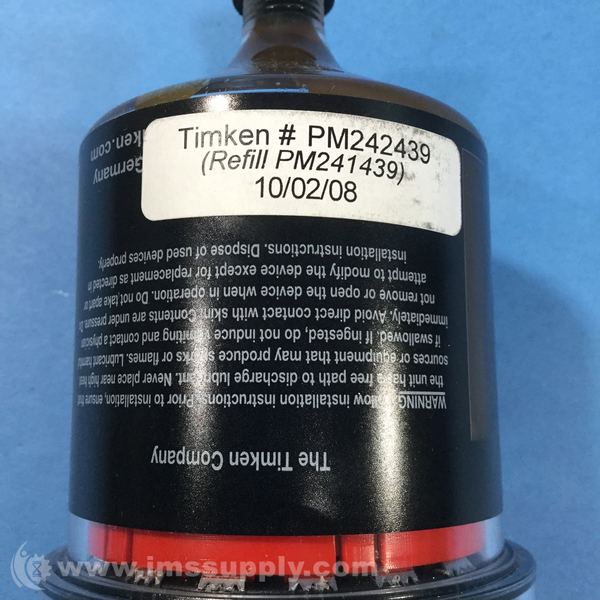 Timken # PM242439
(Refill PM241439)
10/02/08
The Timken Company
WARNING: Follow installation instructions. Prior to installation, ensure that
the unit has a free path to discharge lubricant. Never place near high heat
sources or equipment that may produce sparks or flames. Lubricant harmful
if swallowed. If ingested, do not induce vomiting and contact a physician
immediately. Avoid direct contact with skin. Contents are under pressure. Do
not remove or open the device when in operation. Do not take apart or
attempt to modify the device except for replacement as directed in
installation instructions. Dispose of used devices properly.
Germany
iken.com
www.imssupply.com